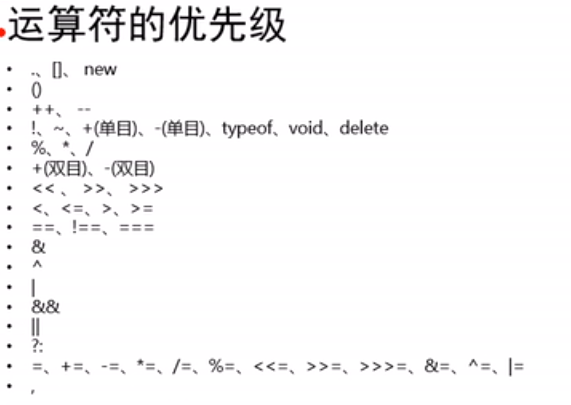 运算符的优先级
• .、[]、 new
• ()
• ++、 --
• !、~、+(单目)、-(单目)、typeof、void、delete
• %、*、/
• +(双目)、-(双目)
• << 、 >>、 >>>
• <、<=、>、>=
• ==、!==、===
• &
• ^
• |
• &&
• ||
• ?:
• =、+=、-=、*=、/=、%=、<<=、>>=、>>>=、&=、^=、|=
• ,